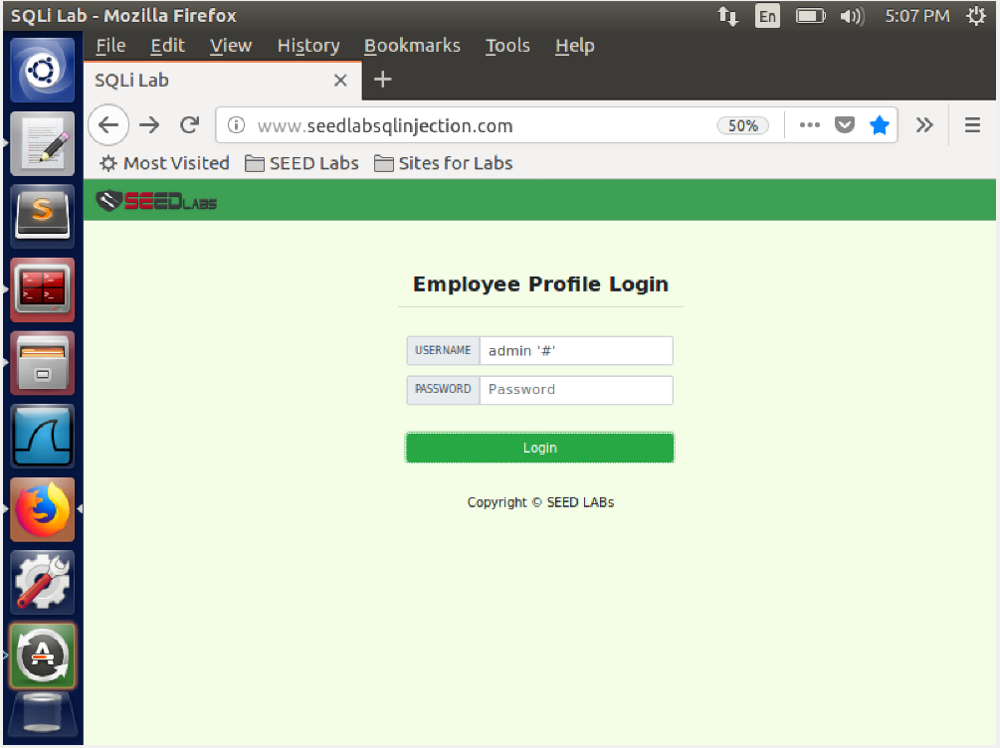 SQLi Lab - Mozilla Firefox En 5:07 PM
File Edit View History Bookmarks Tools Help
SQLi Lab
www.seedlabsqlinjection.com 50%
Most Visited SEED Labs Sites for Labs
SEEDLABS
Employee Profile Login
USERNAME admin '#'
PASSWORD Password
Login
Copyright © SEED LABs